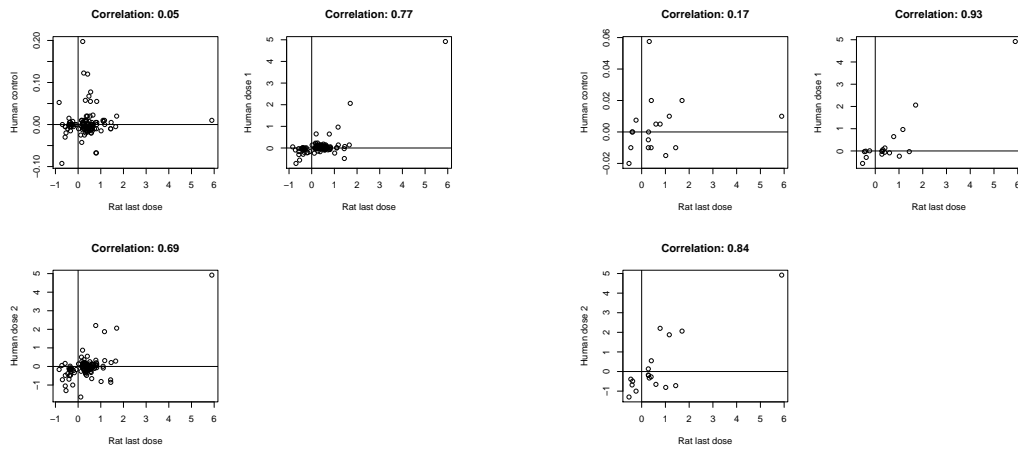 Correlation: 0.05
Human control
0.20
0.10
0.00
−0.10
−1 0 1 2 3 4 5 6
Rat last dose
Correlation: 0.77
Human dose 1
5
4
3
2
1
0
−1 0 1 2 3 4 5 6
Rat last dose
Correlation: 0.17
Human control
0.06
0.04
0.02
0.00
−0.02
0 1 2 3 4 5 6
Rat last dose
Correlation: 0.93
Human dose 1
5
4
3
2
1
0
0 1 2 3 4 5 6
Rat last dose
Correlation: 0.69
Human dose 2
5
4
3
2
1
0
−1
−1 0 1 2 3 4 5 6
Rat last dose
Correlation: 0.84
Human dose 2
5
4
3
2
1
0
−1
0 1 2 3 4 5 6
Rat last dose